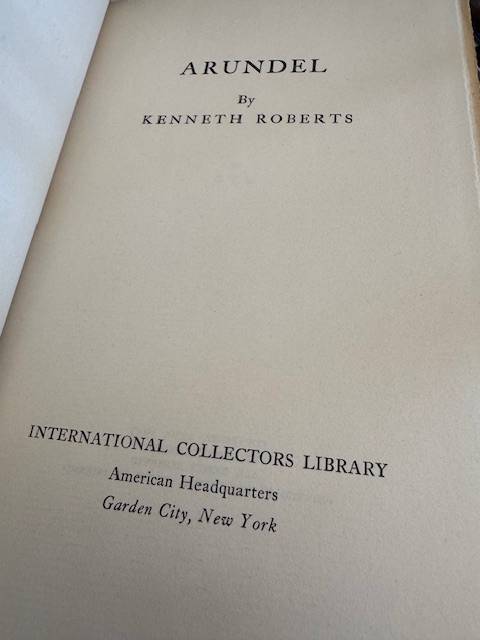 ARUNDEL
By
KENNETH ROBERTS
INTERNATIONAL COLLECTORS LIBRARY
American Headquarters
Garden City, New York